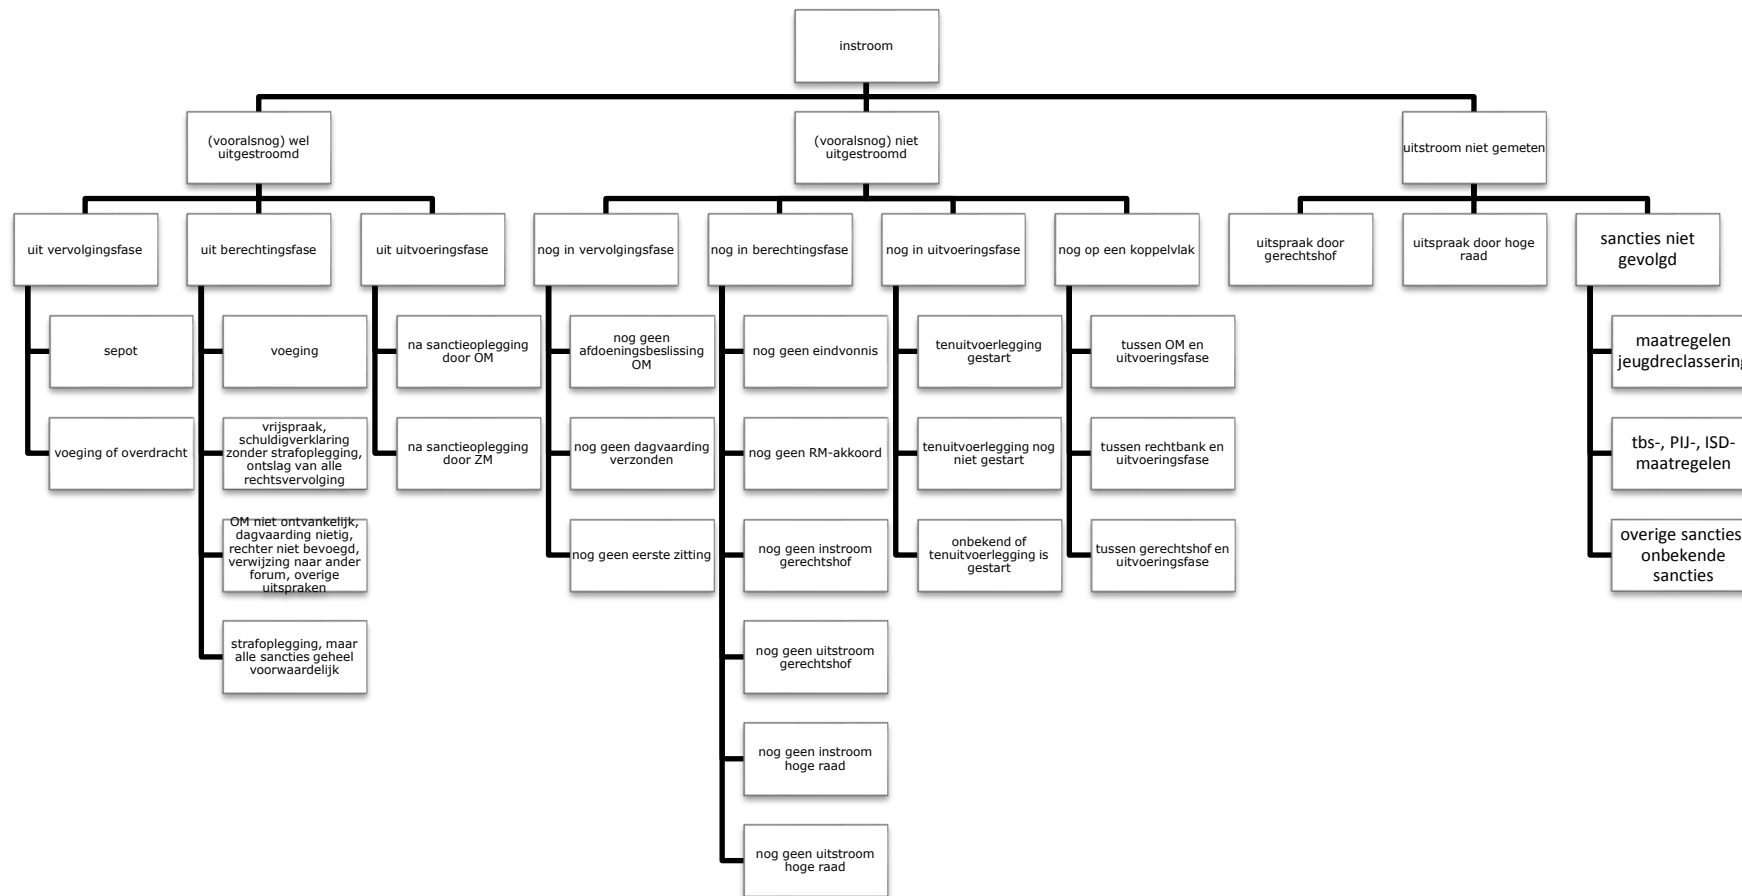 instroom
(vooralsnog) wel
uitgestroomd
(vooralsnog) niet
uitgestroomd
uitstroom niet gemeten
uit vervolgingsfase
uit berechtingsfase
uit uitvoeringsfase
nog in vervolgingsfase
nog in berechtingsfase
nog in uitvoeringsfase
nog op een koppelvlak
uitspraak door
gerechtshof
uitspraak door hoge
raad
sancties niet
gevolgd
sepot
voeging
na sanctieoplegging
door OM
nog geen
afdoeningsbeslissing
OM
nog geen eindvonnis
tenuitvoerlegging
gestart
tussen OM en
uitvoeringsfase
maatregelen
jeugdreclassering
voeging of overdracht
vrijspraak,
schuldigverklaring
zonder strafoplegging,
ontslag van alle
rechtsvervolging
na sanctieoplegging
door ZM
nog geen dagvaarding
verzonden
nog geen RM-akkoord
tenuitvoerlegging nog
niet gestart
tussen rechtbank en
uitvoeringsfase
tbs-, PIJ-, ISD-
maatregelen
OM niet ontvankelijk,
dagvaarding nietig,
rechter niet bevoegd,
verwijzing naar ander
forum, overige
uitspraken
nog geen eerste zitting
nog geen instroom
gerechtshof
onbekend of
tenuitvoerlegging is
gestart
tussen gerechtshof en
uitvoeringsfase
overige sancties
onbekende
sancties
strafoplegging, maar
alle sancties geheel
voorwaardelijk
nog geen uitstroom
gerechtshof
nog geen instroom
hoge raad
nog geen uitstroom
hoge raad